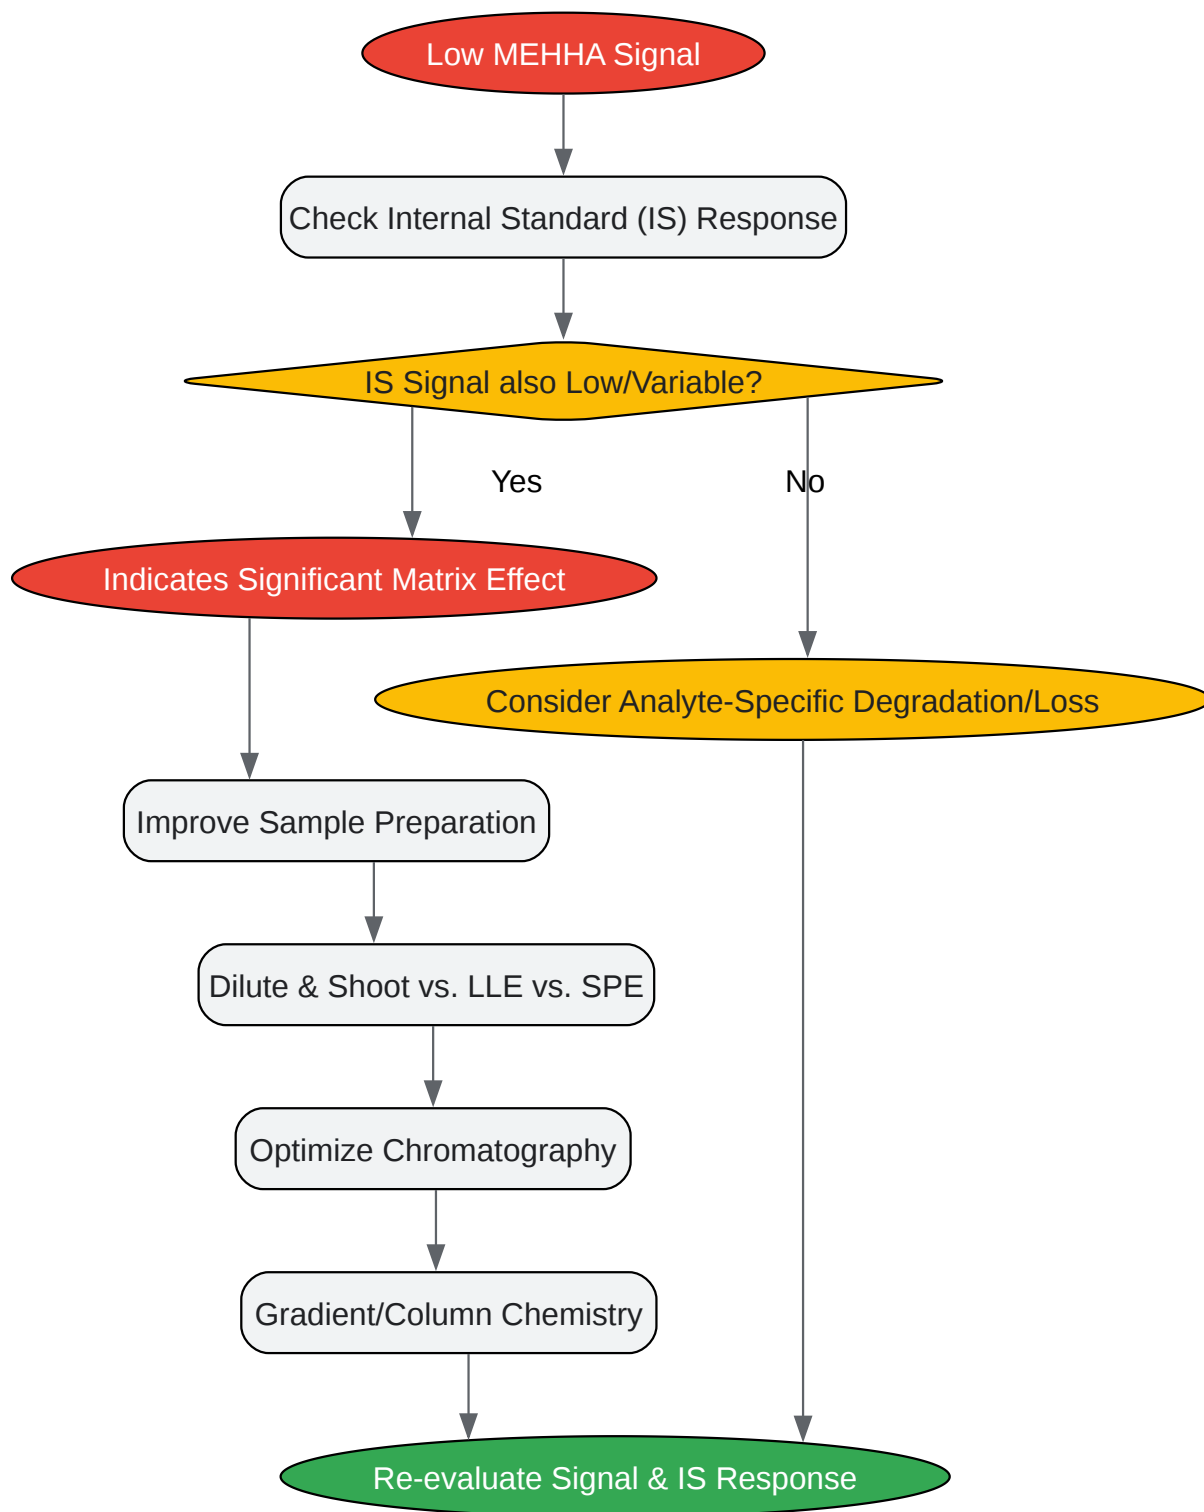 Low MEHHA Signal
Check Internal Standard (IS) Response
IS Signal also Low/Variable?
Yes
No
Indicates Significant Matrix Effect
Consider Analyte-Specific Degradation/Loss
Improve Sample Preparation
Dilute & Shoot vs. LLE vs. SPE
Optimize Chromatography
Gradient/Column Chemistry
Re-evaluate Signal & IS Response